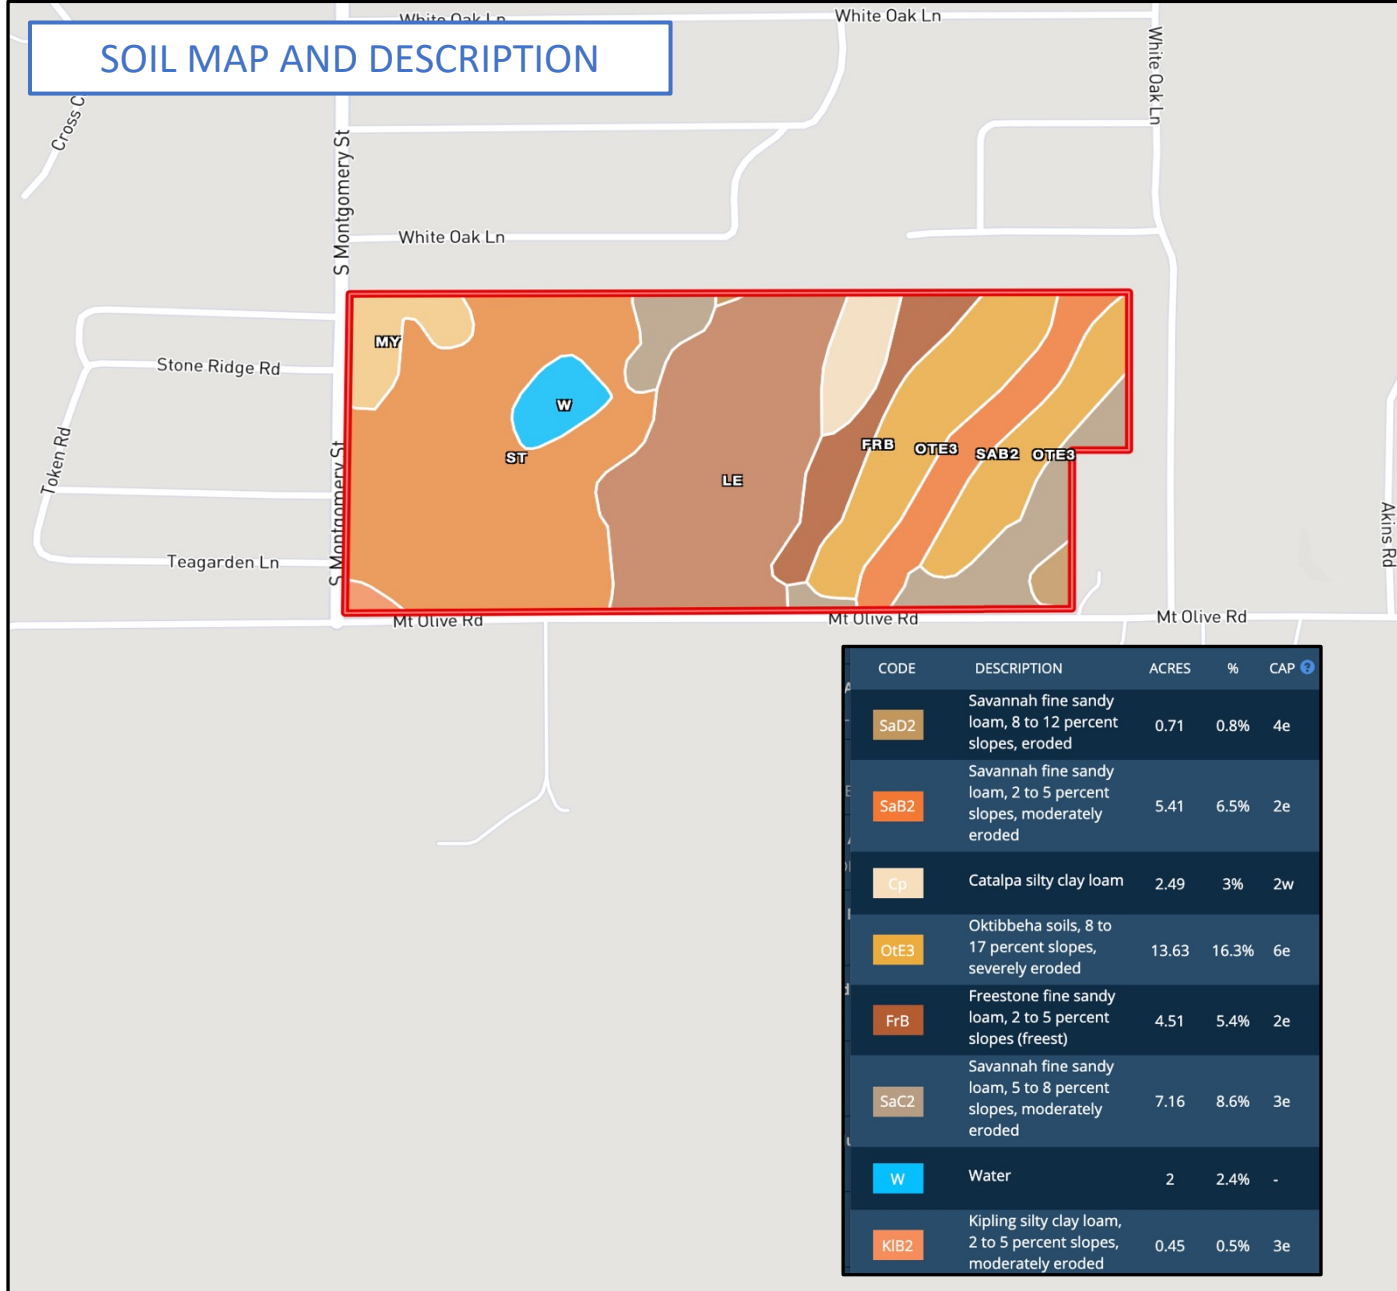 White Oak Ln
White Oak Ln
SOIL MAP AND DESCRIPTION
White Oak Ln
Cross C
S Montgomery St
White Oak Ln
MY
Stone Ridge Rd
W
Token Rd
S Montgomery St
ST
LE
FRB
OTE3
SAB2
OTE3
Akins Rd
Teagarden Ln
Mt Olive Rd
Mt Olive Rd
Mt Olive Rd
CODE DESCRIPTION ACRES % CAP ?
SaD2 Savannah fine sandy loam, 8 to 12 percent slopes, eroded 0.71 0.8% 4e
SaB2 Savannah fine sandy loam, 2 to 5 percent slopes, moderately eroded 5.41 6.5% 2e
Cp Catalpa silty clay loam 2.49 3% 2w
OtE3 Oktibbeha soils, 8 to 17 percent slopes, severely eroded 13.63 16.3% 6e
FrB Freestone fine sandy loam, 2 to 5 percent slopes (freest) 4.51 5.4% 2e
SaC2 Savannah fine sandy loam, 5 to 8 percent slopes, moderately eroded 7.16 8.6% 3e
W Water 2 2.4% -
KlB2 Kipling silty clay loam, 2 to 5 percent slopes, moderately eroded 0.45 0.5% 3e